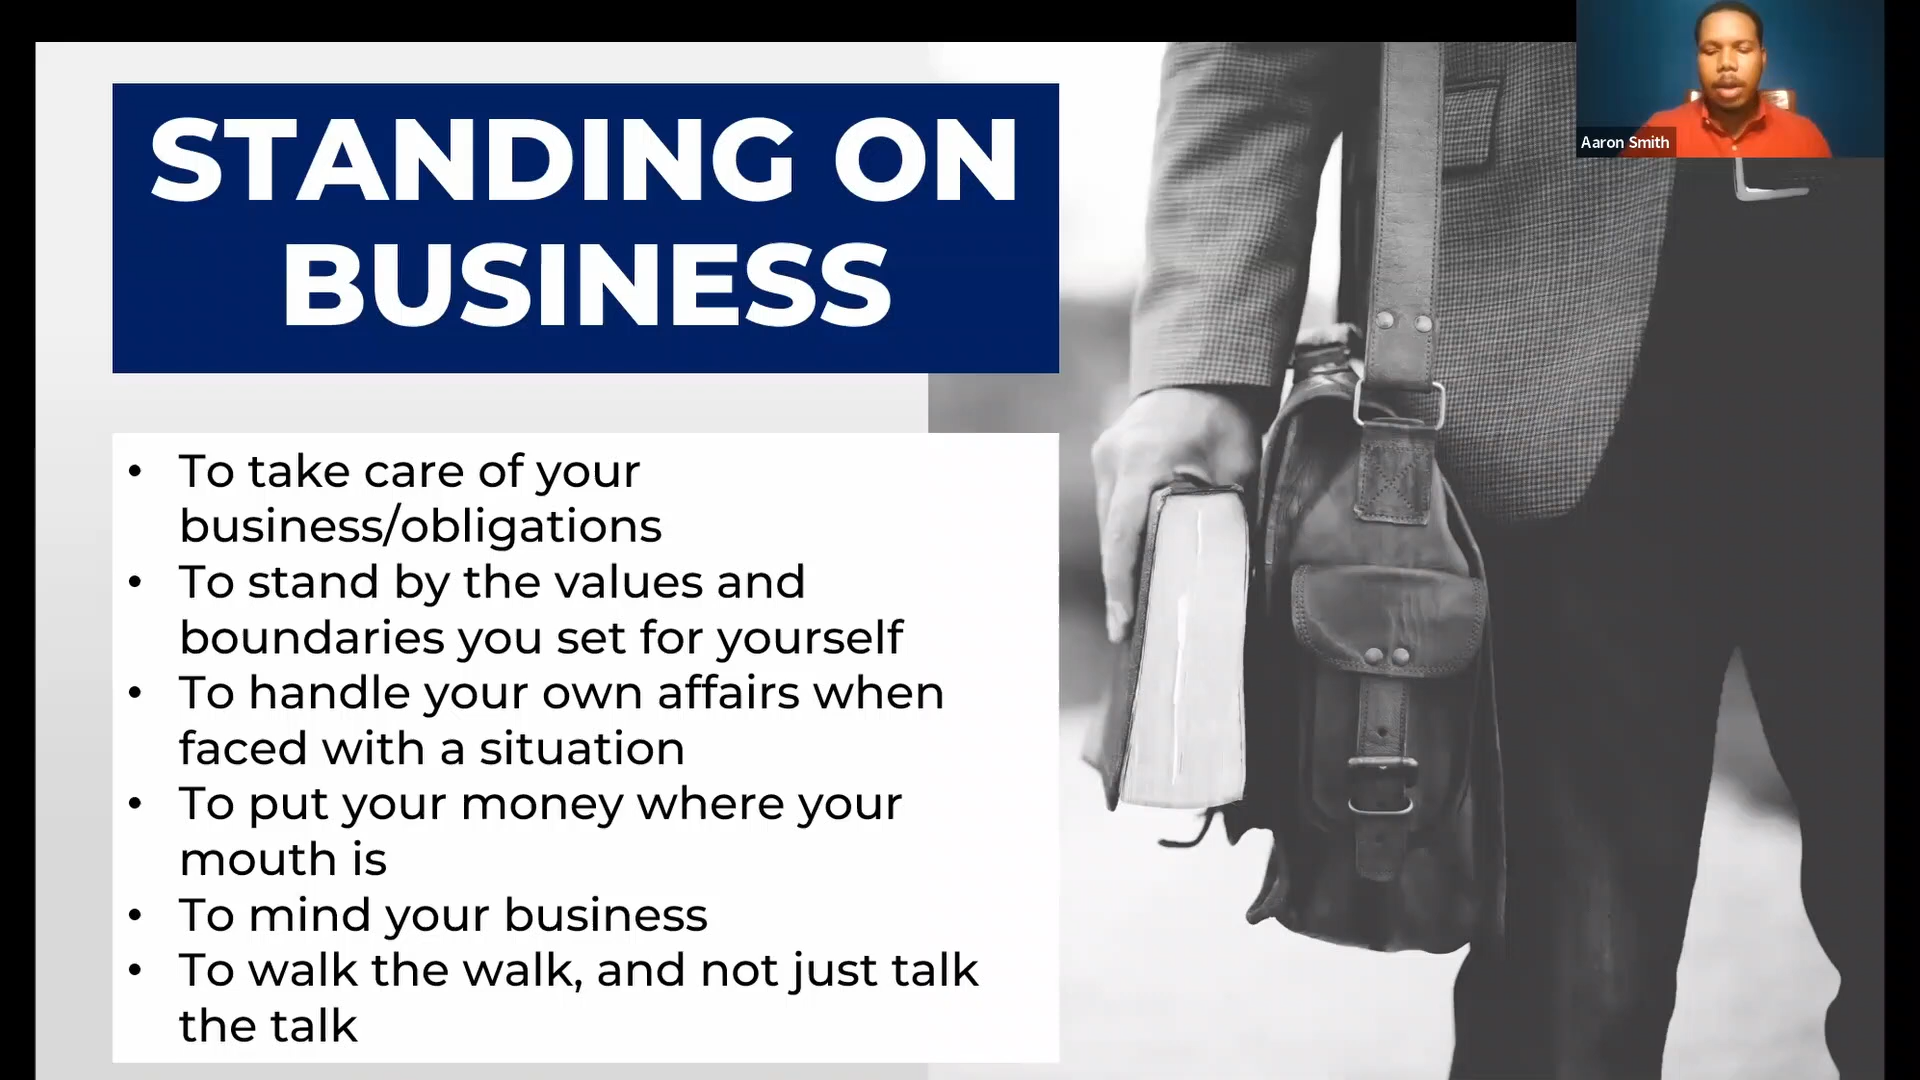 STANDING ON
BUSINESS
• To take care of your
business/obligations
• To stand by the values and
boundaries you set for yourself
• To handle your own affairs when
faced with a situation
• To put your money where your
mouth is
• To mind your business
• To walk the walk, and not just talk
the talk
Aaron Smith